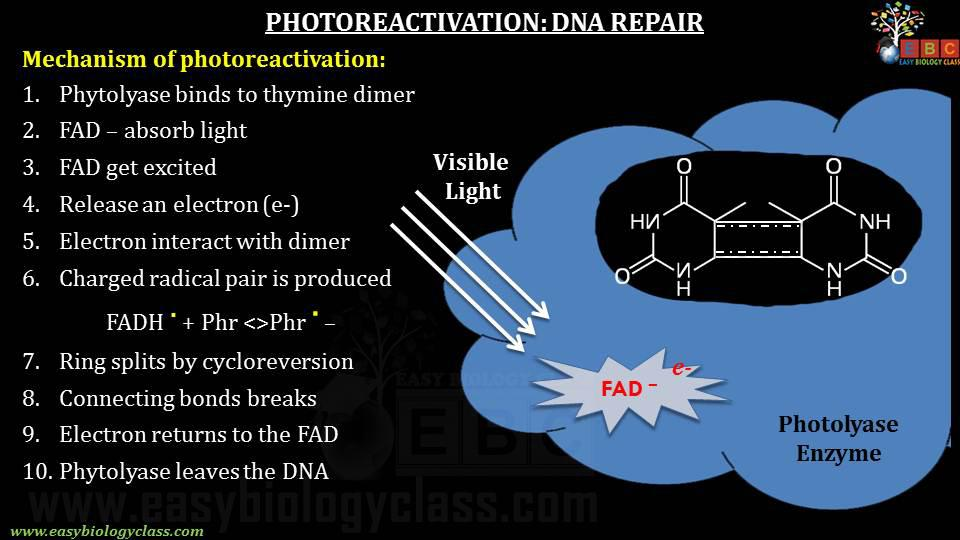 PHOTOREACTIVATION: DNA REPAIR
EBC
EASY BIOLOGY CLASS
Mechanism of photoreactivation:
1. Phytolyase binds to thymine dimer
2. FAD – absorb light
3. FAD get excited
4. Release an electron (e-)
5. Electron interact with dimer
6. Charged radical pair is produced
FADH ▪ + Phr <>Phr ▪ –
7. Ring splits by cycloreversion
8. Connecting bonds breaks
9. Electron returns to the FAD
10. Phytolyase leaves the DNA
Visible
Light
O O
HN NH
O N N O
H H
FAD – e-
Photolyase
Enzyme
EASY BIOLOGY
EBC
www.easybiologyclass.com
www.easybiologyclass.com